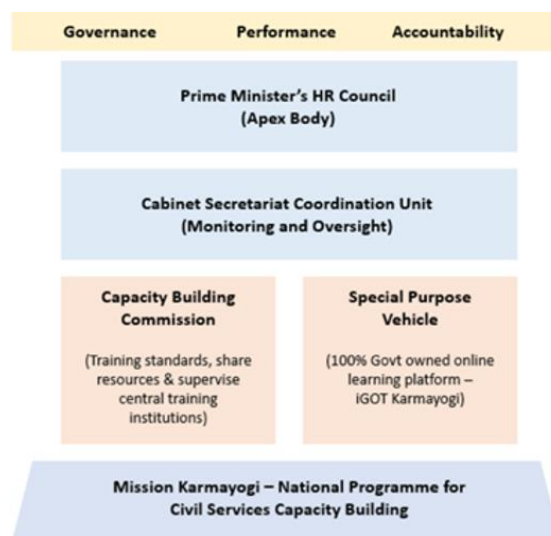 Governance Performance Accountability
Prime Minister's HR Council
(Apex Body)
Cabinet Secretariat Coordination Unit
(Monitoring and Oversight)
Capacity Building
Commission
(Training standards, share
resources & supervise
central training
institutions)
Special Purpose
Vehicle
(100% Govt owned online
learning platform –
iGOT Karmayogi)
Mission Karmayogi – National Programme for
Civil Services Capacity Building